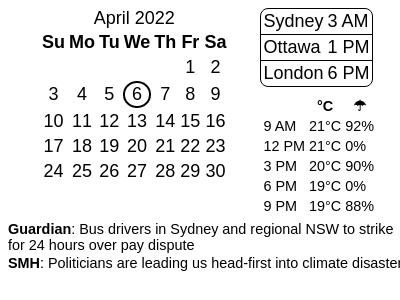 April 2022
Su Mo Tu We Th Fr Sa
1 2
3 4 5 6 7 8 9
10 11 12 13 14 15 16
17 18 19 20 21 22 23
24 25 26 27 28 29 30
Sydney 3 AM
Ottawa 1 PM
London 6 PM
°C ☂
9 AM 21°C 92%
12 PM 21°C 0%
3 PM 20°C 90%
6 PM 19°C 0%
9 PM 19°C 88%
Guardian: Bus drivers in Sydney and regional NSW to strike
for 24 hours over pay dispute
SMH: Politicians are leading us head-first into climate disaster